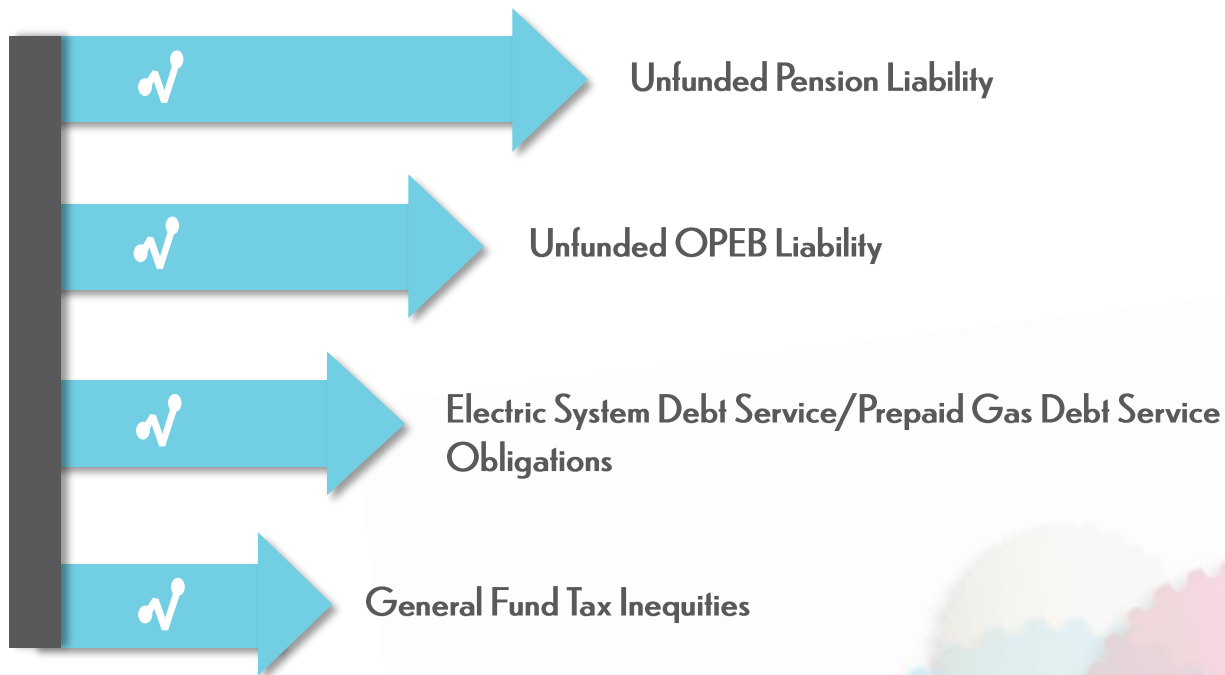 Unfunded Pension Liability
Unfunded OPEB Liability
Electric System Debt Service/Prepaid Gas Debt Service
Obligations
General Fund Tax Inequities